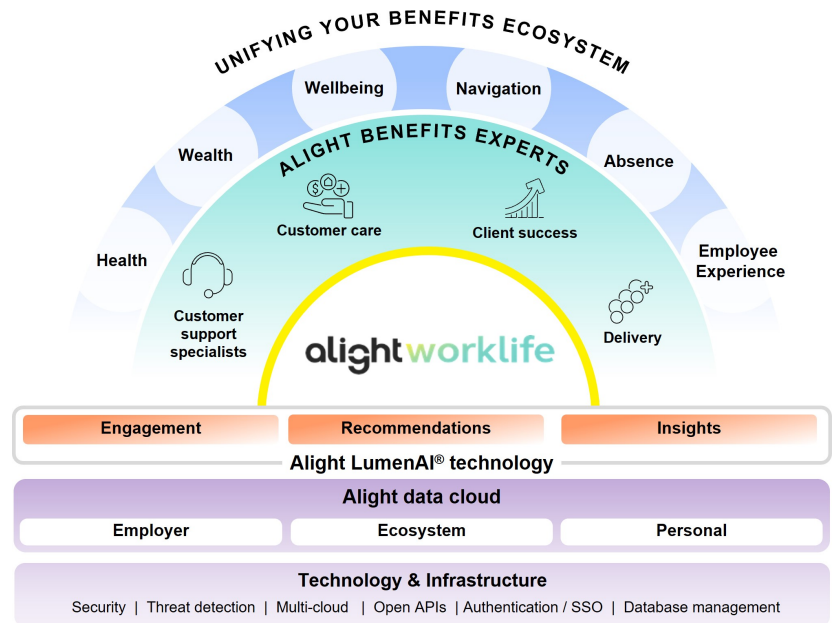 UNIFYING YOUR BENEFITS ECOSYSTEM
Wellbeing
Navigation
Wealth
Absence
Health
Employee
Experience
ALIGHT BENEFITS EXPERTS
Customer care
Client success
Customer
support
specialists
Delivery
alightworklife
Engagement
Recommendations
Insights
Alight LumenAI® technology
Alight data cloud
Employer
Ecosystem
Personal
Technology & Infrastructure
Security | Threat detection | Multi-cloud | Open APIs | Authentication / SSO | Database management